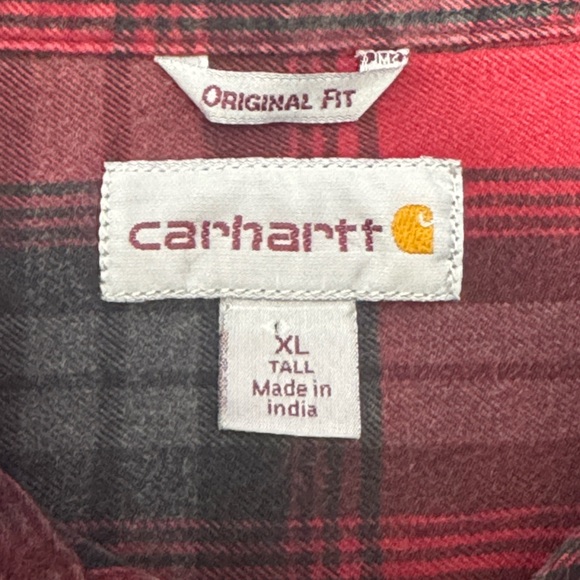 ORIGINAL FIT
carhartt
XL
TALL
Made in
india